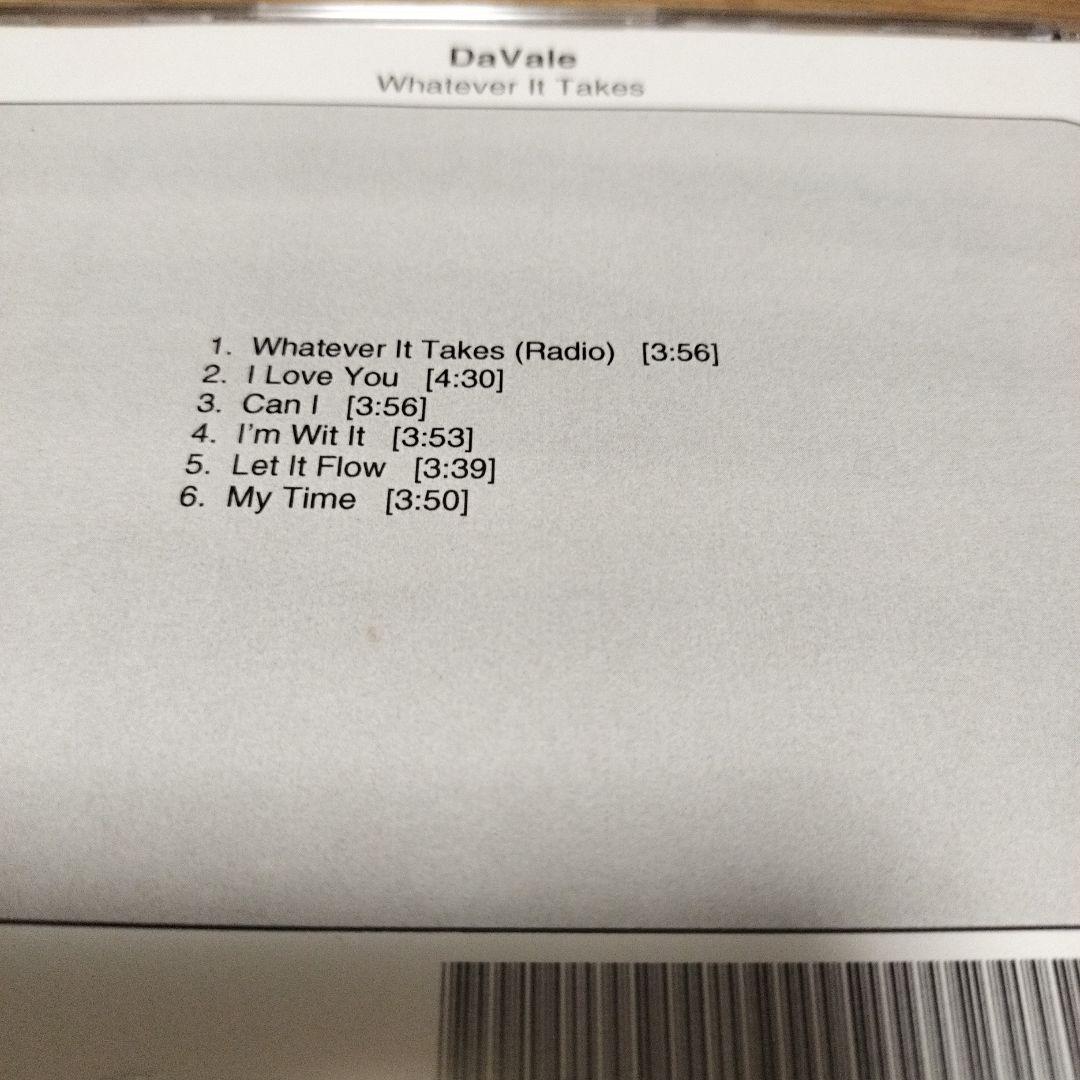 DaVale
Whatever It Takes
1. Whatever It Takes (Radio) [3:56]
2. I Love You [4:30]
3. Can I [3:56]
4. I'm Wit It [3:53]
5. Let It Flow [3:39]
6. My Time [3:50]